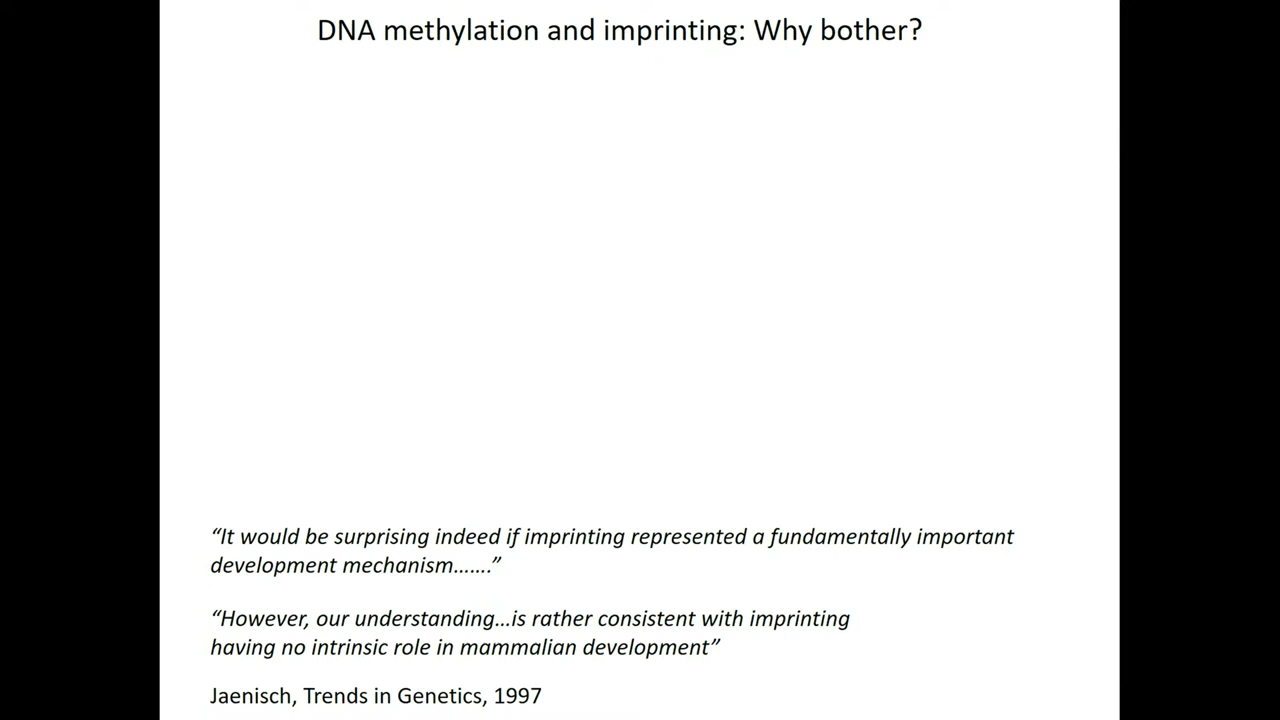 DNA methylation and imprinting: Why bother?
“It would be surprising indeed if imprinting represented a fundamentally important
development mechanism…….”
“However, our understanding…is rather consistent with imprinting
having no intrinsic role in mammalian development”
Jaenisch, Trends in Genetics, 1997